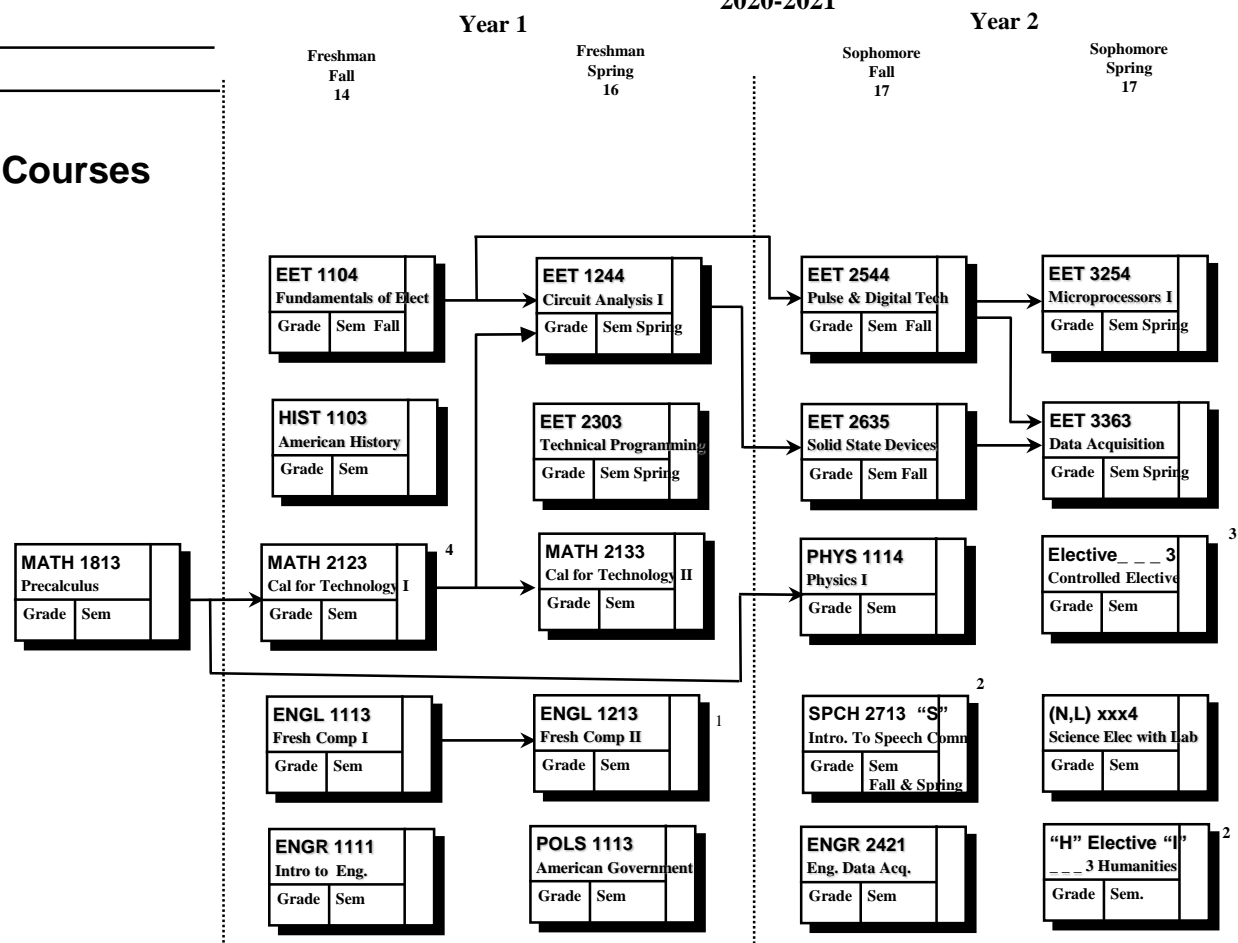 2020-2021
Year 1
Year 2
Freshman
Fall
14
Freshman
Spring
16
Sophomore
Fall
17
Sophomore
Spring
17
Courses
EET 1104
Fundamentals of Elect
Grade Sem Fall
EET 1244
Circuit Analysis I
Grade Sem Spring
EET 2544
Pulse & Digital Tech
Grade Sem Fall
EET 3254
Microprocessors I
Grade Sem Spring
HIST 1103
American History
Grade Sem
EET 2303
Technical Programming
Grade Sem Spring
EET 2635
Solid State Devices
Grade Sem Fall
EET 3363
Data Acquisition
Grade Sem Spring
MATH 1813
Precalculus
Grade Sem
MATH 2123
Cal for Technology I
Grade Sem
4
MATH 2133
Cal for Technology II
Grade Sem
PHYS 1114
Physics I
Grade Sem
Elective_ _ _ 3
Controlled Elective
Grade Sem
3
ENGL 1113
Fresh Comp I
Grade Sem
ENGL 1213
Fresh Comp II
Grade Sem
1
SPCH 2713 “S”
Intro. To Speech Comm
Grade Sem
Fall & Spring
2
(N,L) xxx4
Science Elec with Lab
Grade Sem
ENGR 1111
Intro to Eng.
Grade Sem
POLS 1113
American Government
Grade Sem
ENGR 2421
Eng. Data Acq.
Grade Sem
“H” Elective “I”
_ _ _ 3 Humanities
Grade Sem.
2